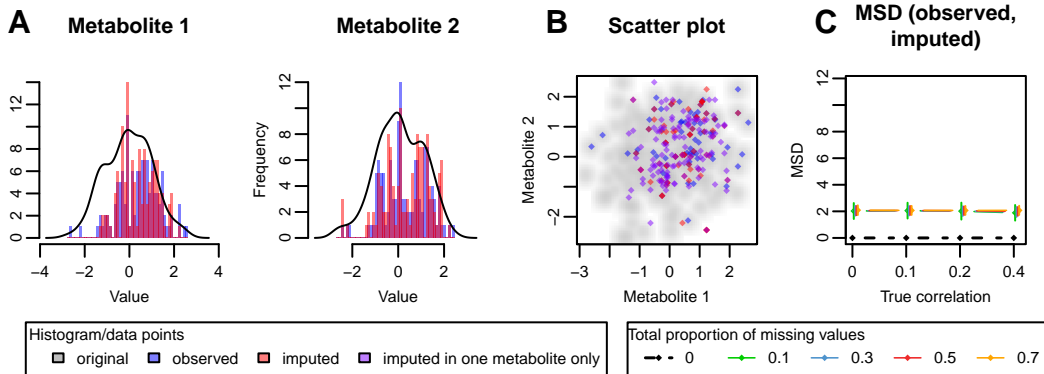 A
Metabolite 1
Metabolite 2
B
Scatter plot
C
MSD (observed,
imputed)
0 2 4 6 8 12
−4 −2 0 2 4
Value
Frequency
0 2 4 6 8 10 12
−2 0 2
Value
Metabolite 2
−2 0 1 2
−3 −1 0 1 2
Metabolite 1
MSD
0 2 4 8 12
0 0.1 0.2 0.4
True correlation
Histogram/data points
original observed imputed imputed in one metabolite only
Total proportion of missing values
0 0.1 0.3 0.5 0.7